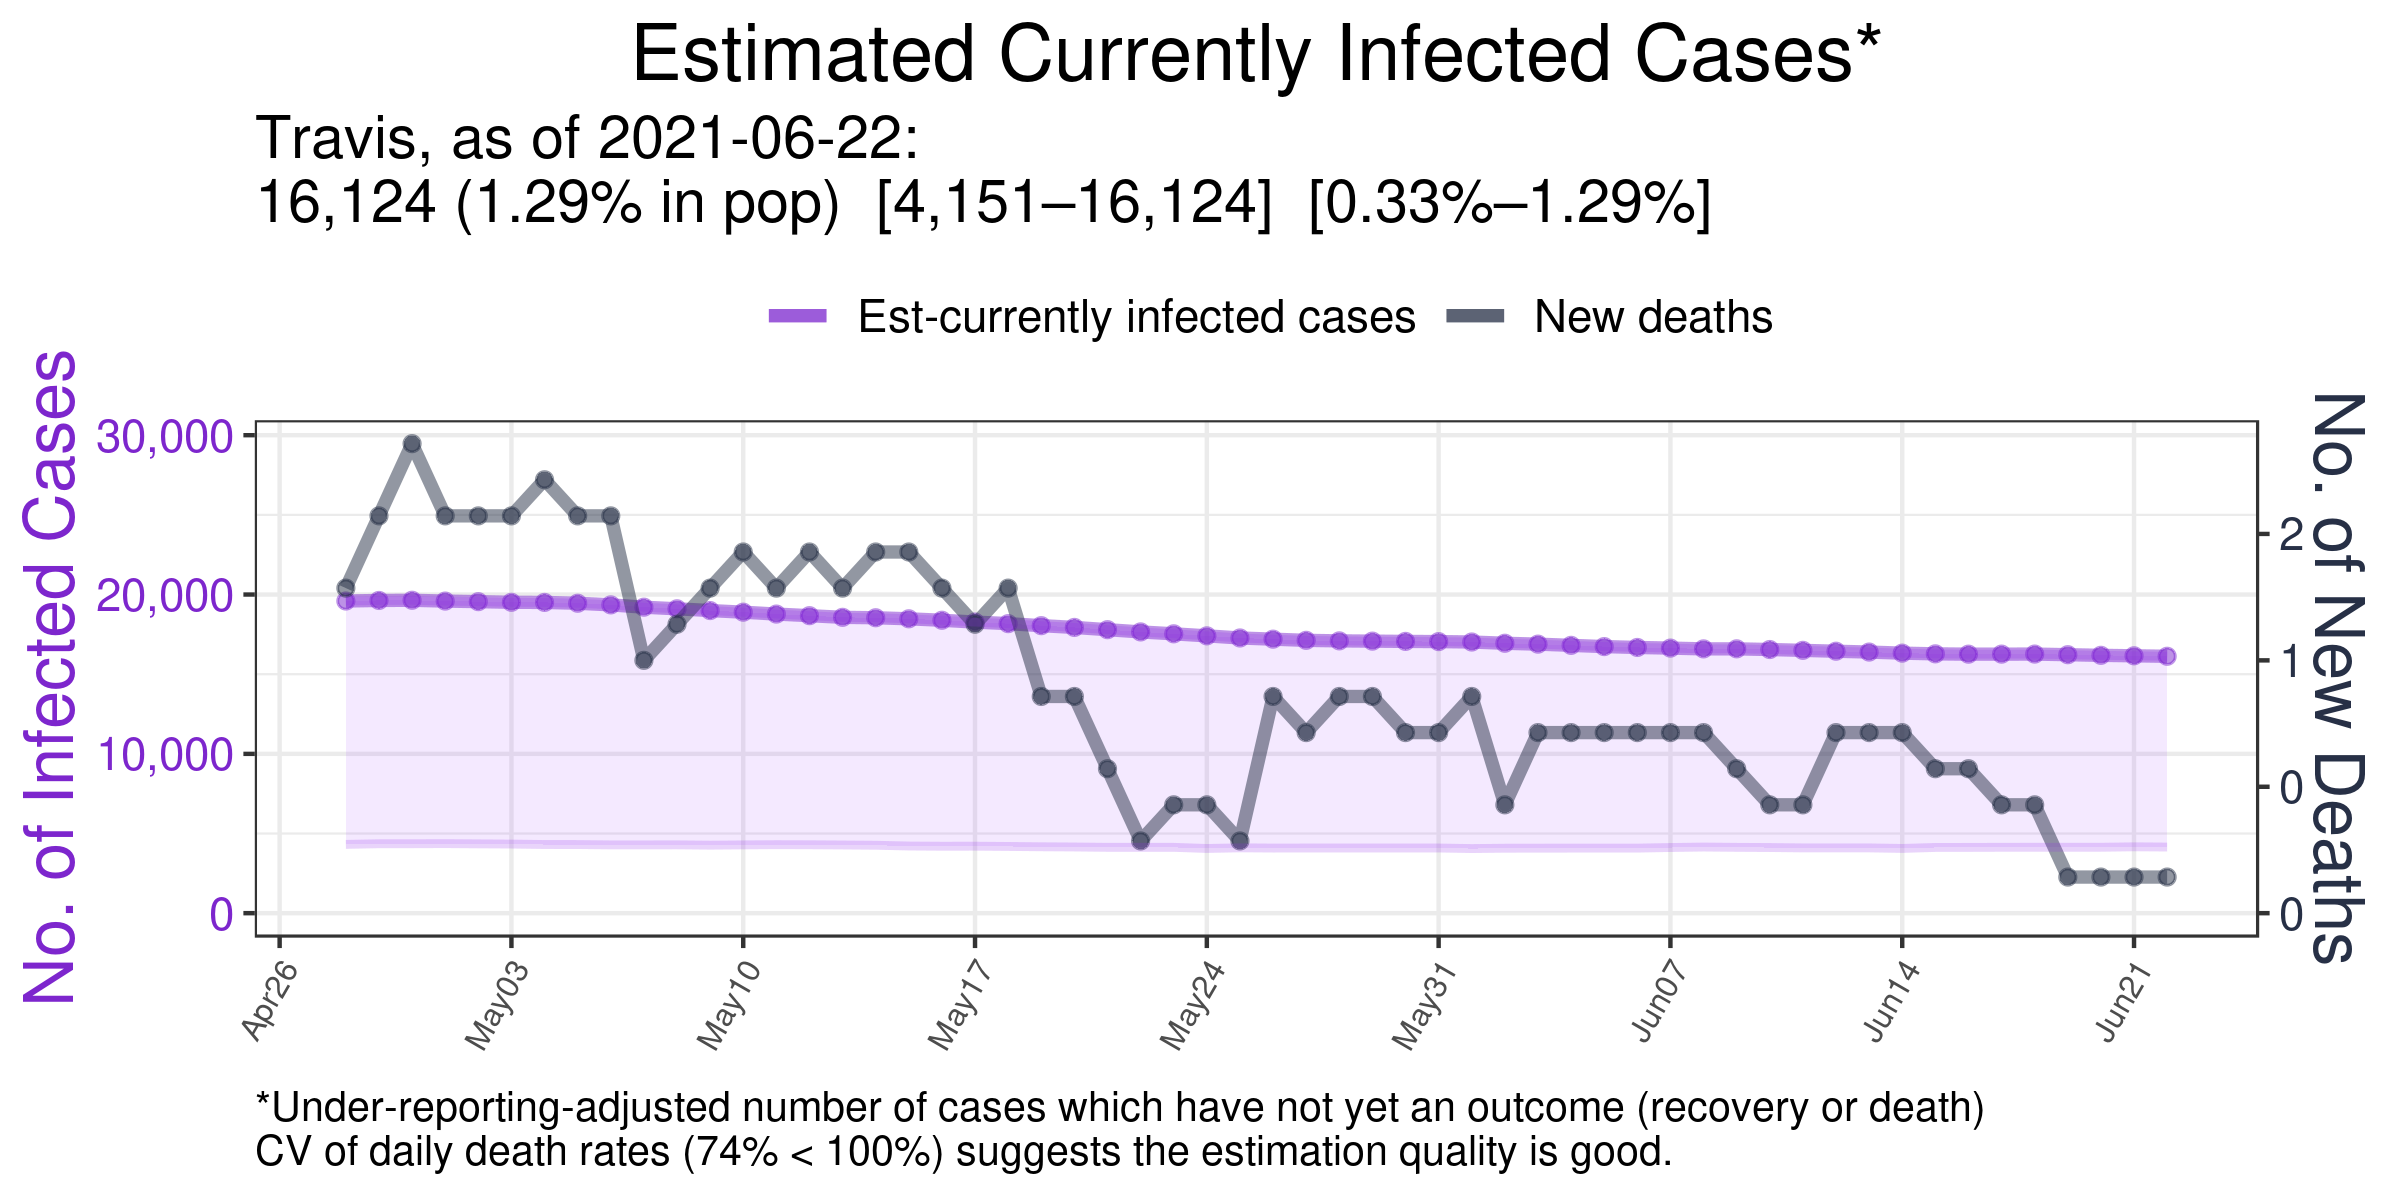 Estimated Currently Infected Cases*
Travis, as of 2021-06-22:
16,124 (1.29% in pop)  [4,151–16,124]  [0.33%–1.29%]
Est-currently infected cases
New deaths
No. of Infected Cases
30,000
20,000
10,000
0
No. of New Deaths
2
1
0
0
Apr26
May03
May10
May17
May24
May31
Jun07
Jun14
Jun21
*Under-reporting-adjusted number of cases which have not yet an outcome (recovery or death)
CV of daily death rates (74% < 100%) suggests the estimation quality is good.